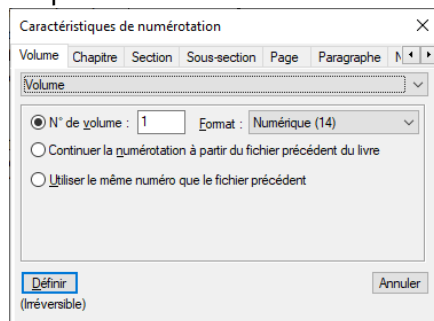 Caractéristiques de numérotation
Volume Chapitre Section Sous-section Page Paragraphe
Volume
N° de volume : 1 Format : Numérique (14)
Continuer la numérotation à partir du fichier précédent du livre
Utiliser le même numéro que le fichier précédent
Définir Annuler
(Irréversible)